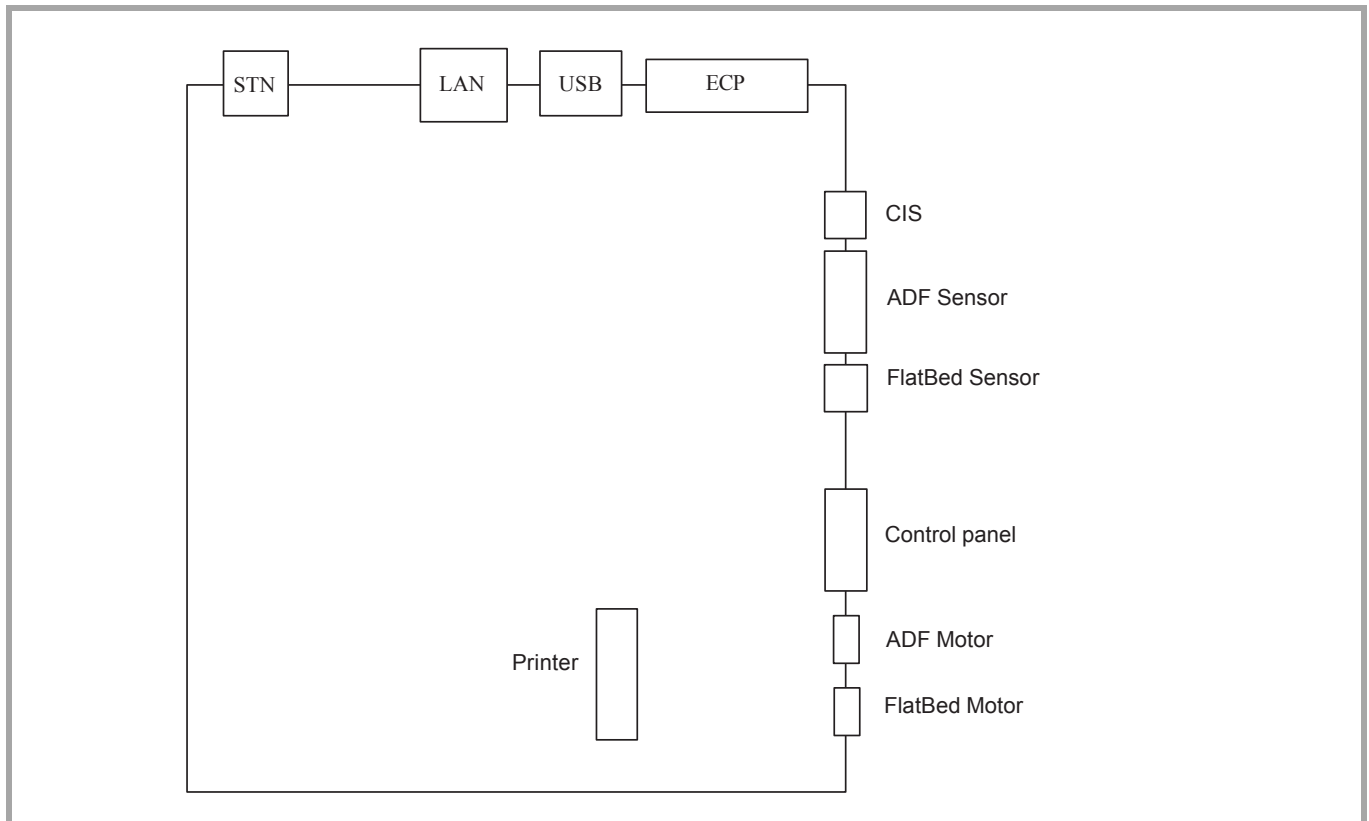 STN
LAN
USB
ECP
CIS
ADF Sensor
FlatBed Sensor
Control panel
ADF Motor
Printer
FlatBed Motor